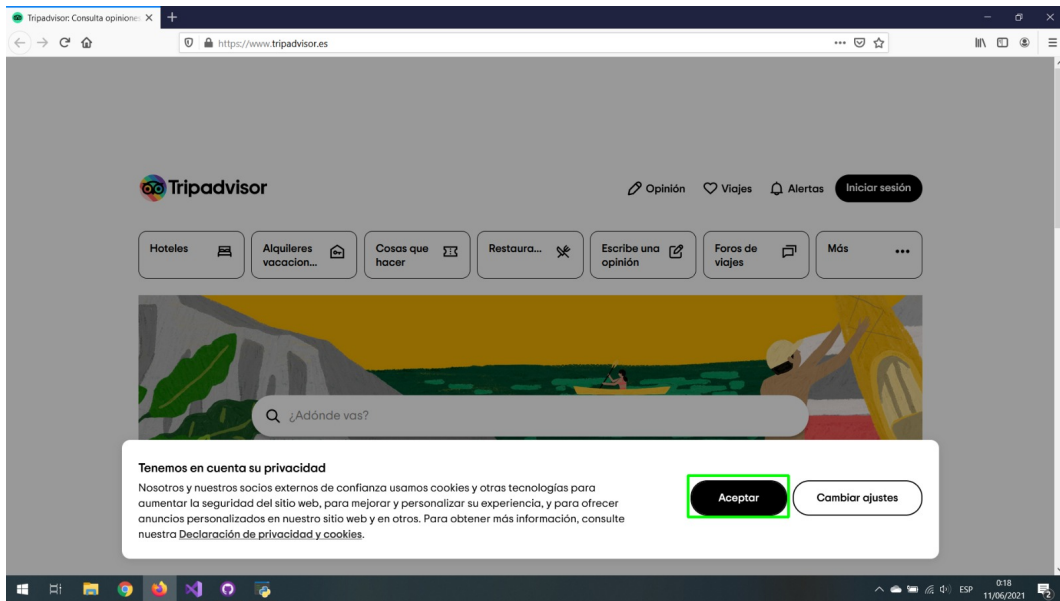 Tripadvisor: Consulta opiniones
https://www.tripadvisor.es
Tripadvisor
Opinión
Viajes
Alertas
Iniciar sesión
Hoteles
Alquileres
vacacion...
Cosas que
hacer
Restaura...
Escribe una
opinión
Foros de
viajes
Más
¿Adónde vas?
Tenemos en cuenta su privacidad
Nosotros y nuestros socios externos de confianza usamos cookies y otras tecnologías para
aumentar la seguridad del sitio web, para mejorar y personalizar su experiencia, y para ofrecer
anuncios personalizados en nuestro sitio web y en otros. Para obtener más información, consulte
nuestra Declaración de privacidad y cookies.
Aceptar
Cambiar ajustes
ESP
0:18
11/06/2021
2